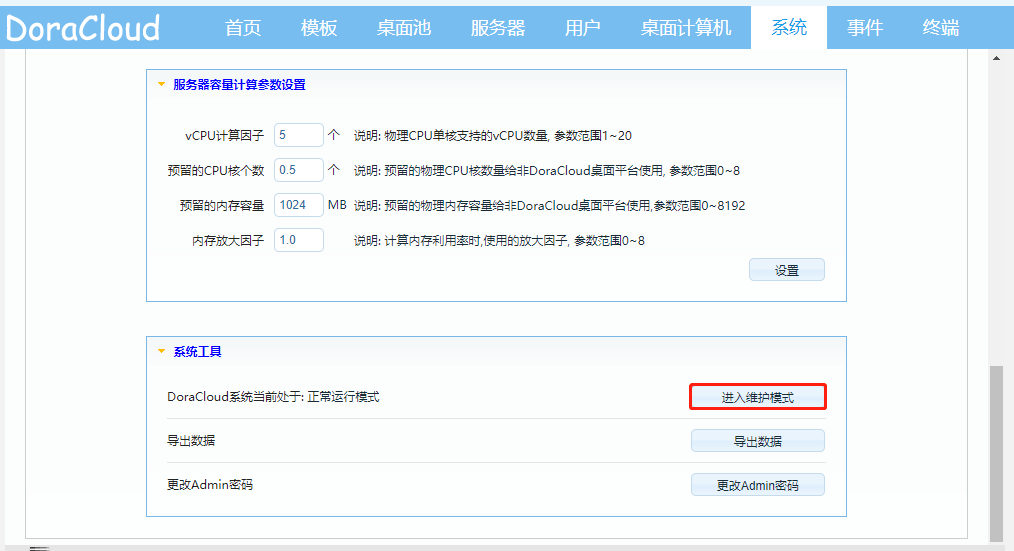 DoraCloud 首页 模板 桌面池 服务器 用户 桌面计算机 系统 事件 终端
服务器容量计算参数设置
vCPU计算因子 5 个 说明: 物理CPU单核支持的vCPU数量, 参数范围1~20
预留的CPU核个数 0.5 个 说明: 预留的物理CPU核数量给非DoraCloud桌面平台使用, 参数范围0~8
预留的内存容量 1024 MB 说明: 预留的物理内存容量给非DoraCloud桌面平台使用,参数范围0~8192
内存放大因子 1.0 说明: 计算内存利用率时,使用的放大因子, 参数范围0~8
设置
系统工具
DoraCloud系统当前处于: 正常运行模式 进入维护模式
导出数据 导出数据
更改Admin密码 更改Admin密码